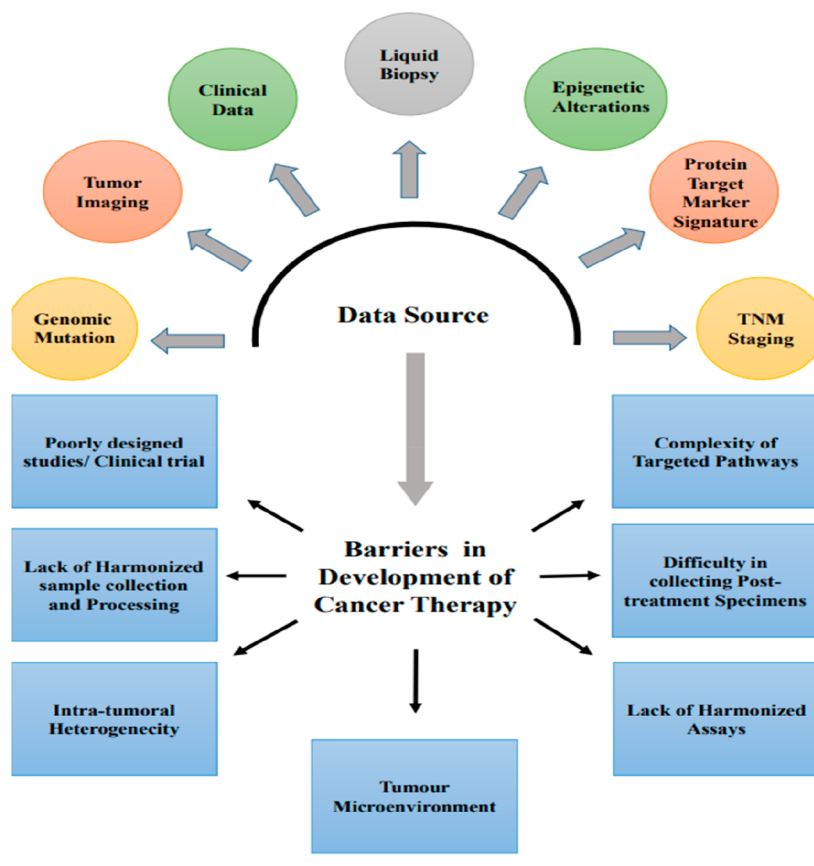 Liquid
Biopsy
Clinical
Data
Epigenetic
Alterations
Tumor
Imaging
Protein
Target
Marker
Signature
Genomic
Mutation
Data Source
TNM
Staging
Poorly designed
studies/ Clinical trial
Complexity of
Targeted Pathways
Lack of Harmonized
sample collection
and Processing
Barriers in
Development of
Cancer Therapy
Difficulty in
collecting Post-
treatment Specimens
Intra-tumoral
Heterogenecity
Lack of Harmonized
Assays
Tumour
Microenvironment